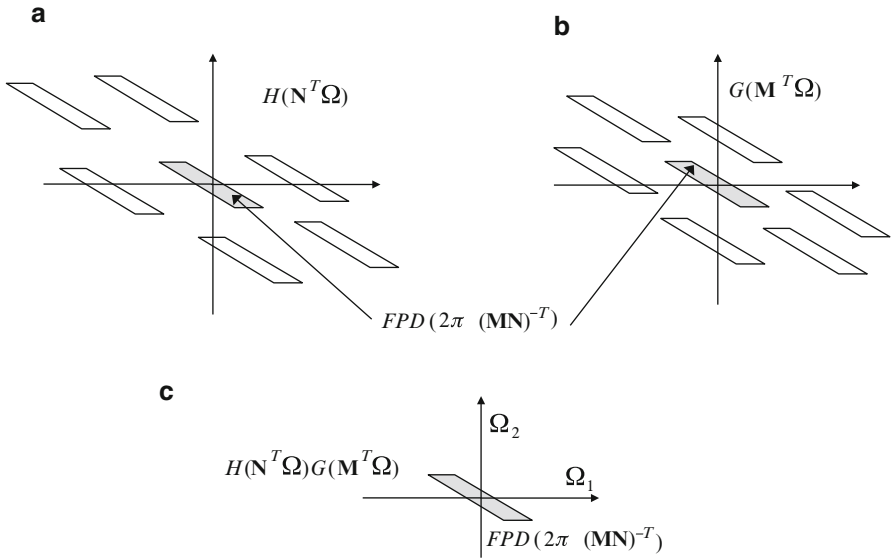 a
b
H(N^T Ω)
G(M^T Ω)
FPD(2π (MN)^-T)
c
Ω_2
H(N^T Ω)G(M^T Ω)
Ω_1
FPD(2π (MN)^-T)